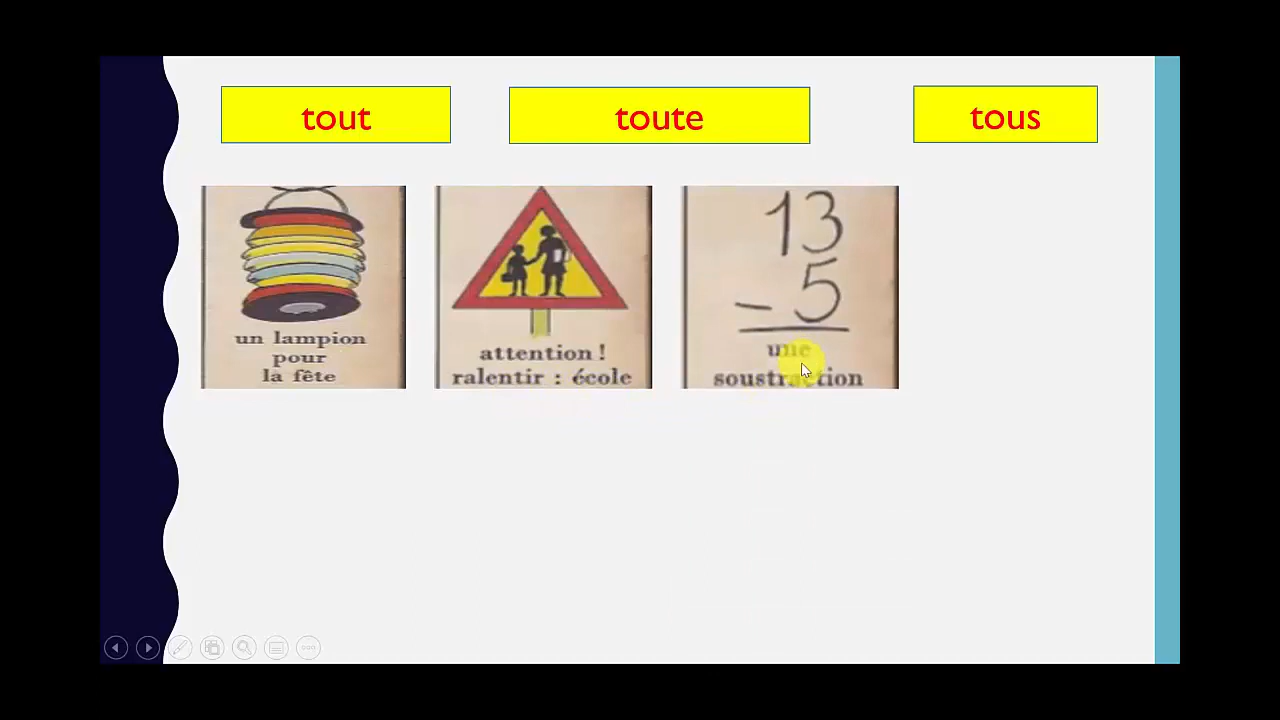 tout toute tous
un lampion
pour
la fête
attention !
ralentir : école
13
- 5
une
soustraction